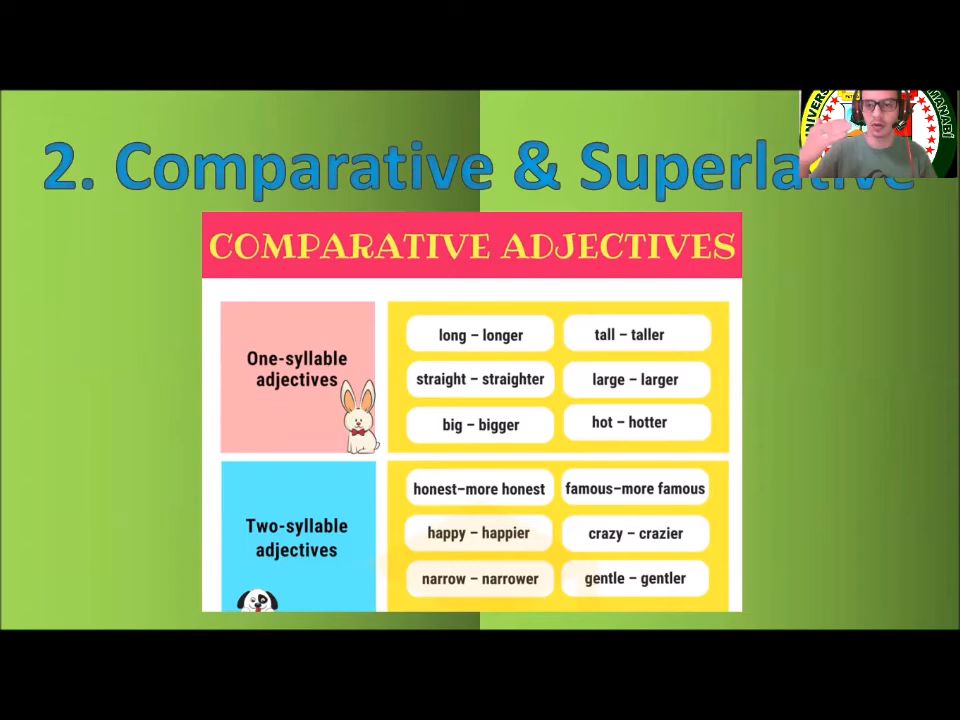 2. Comparative & Superlative
COMPARATIVE ADJECTIVES
One-syllable
adjectives
long – longer
tall – taller
straight – straighter
large – larger
big – bigger
hot – hotter
Two-syllable
adjectives
honest–more honest
famous–more famous
happy – happier
crazy – crazier
narrow – narrower
gentle – gentler